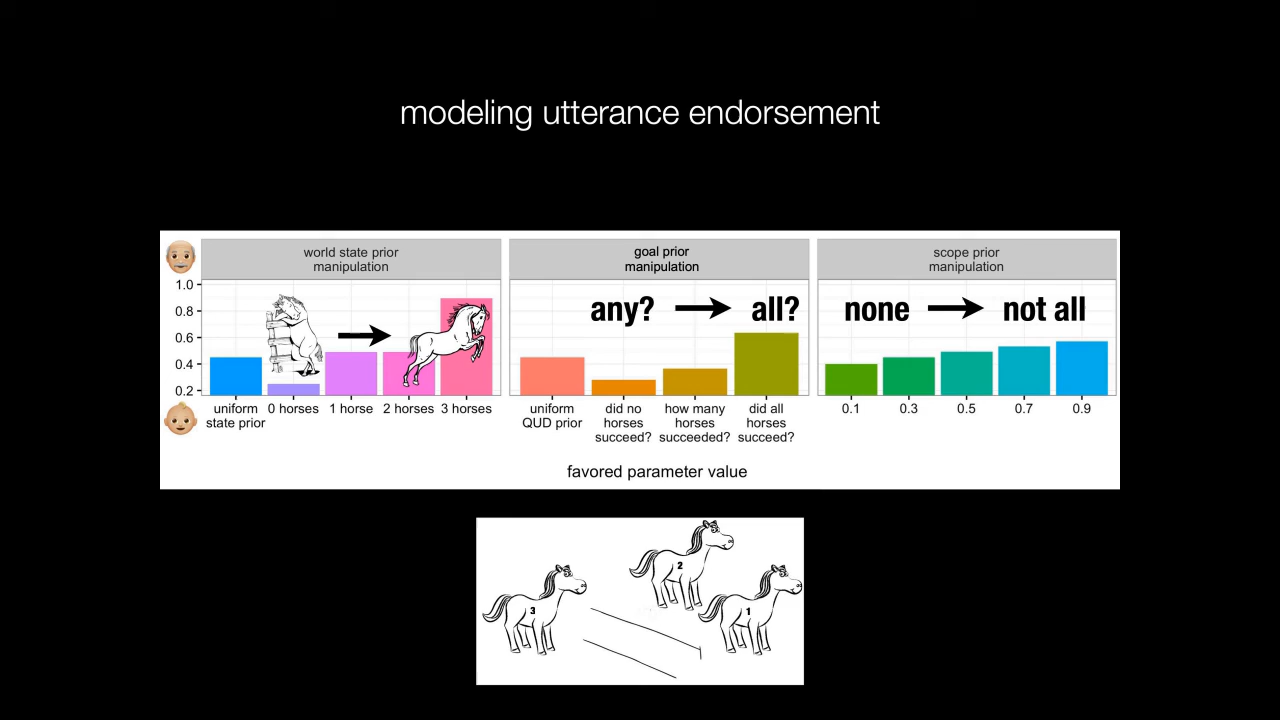 modeling utterance endorsement
world state prior
manipulation
goal prior
manipulation
scope prior
manipulation
1.0
0.8
0.6
0.4
0.2
any?
all?
none
not all
uniform
state prior
0 horses
1 horse
2 horses
3 horses
uniform
QUD prior
did no
horses
succeed?
how many
horses
succeeded?
did all
horses
succeed?
0.1
0.3
0.5
0.7
0.9
favored parameter value
2
3
1